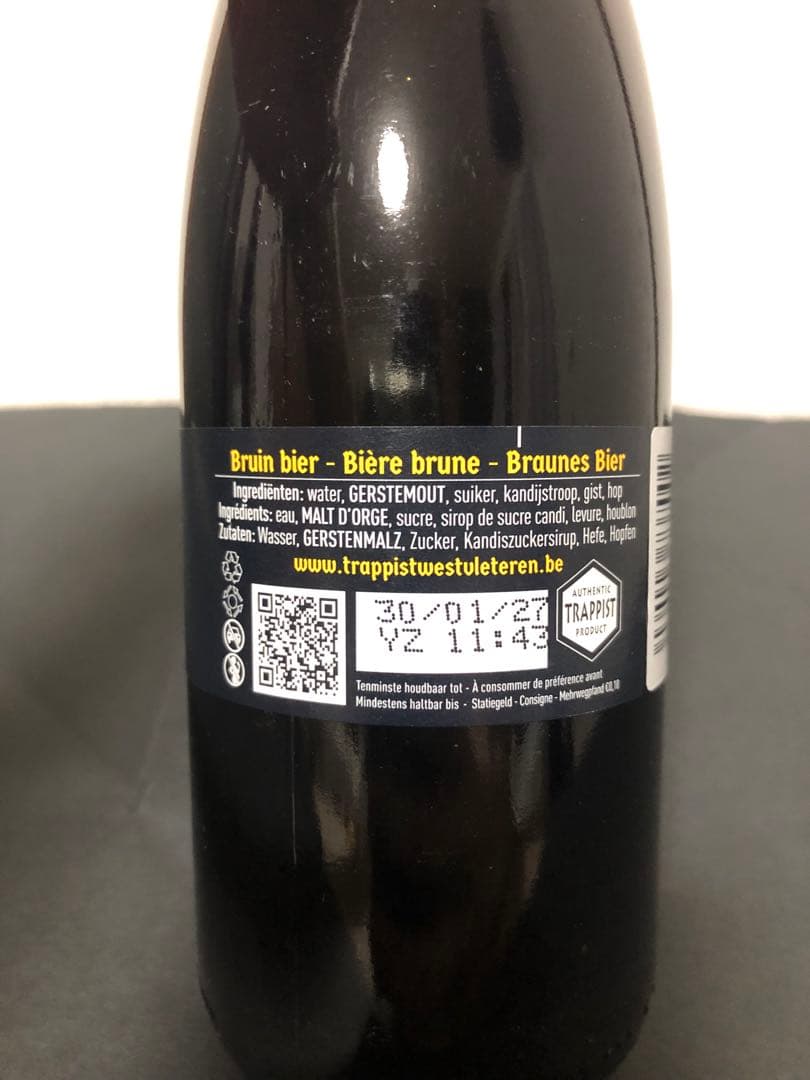 Bruin bier - Bière brune - Braunes Bier
Ingrediënten: water, GERSTEMOUT, suiker, kandijstroop, gist, hop
Ingrédients: eau, MALT D'ORGE, sucre, sirop de sucre candi, levure, houblon
Zutaten: Wasser, GERSTENMALZ, Zucker, Kandiszuckersirup, Hefe, Hopfen
www.trappistwestvleteren.be
30/01/27
YZ 11:43
AUTHENTIC
TRAPPIST
PRODUCT
Tenminste houdbaar tot - À consommer de préférence avant
Mindestens haltbar bis - Statiegeld - Consigne - Mehrwegpfand €0,10